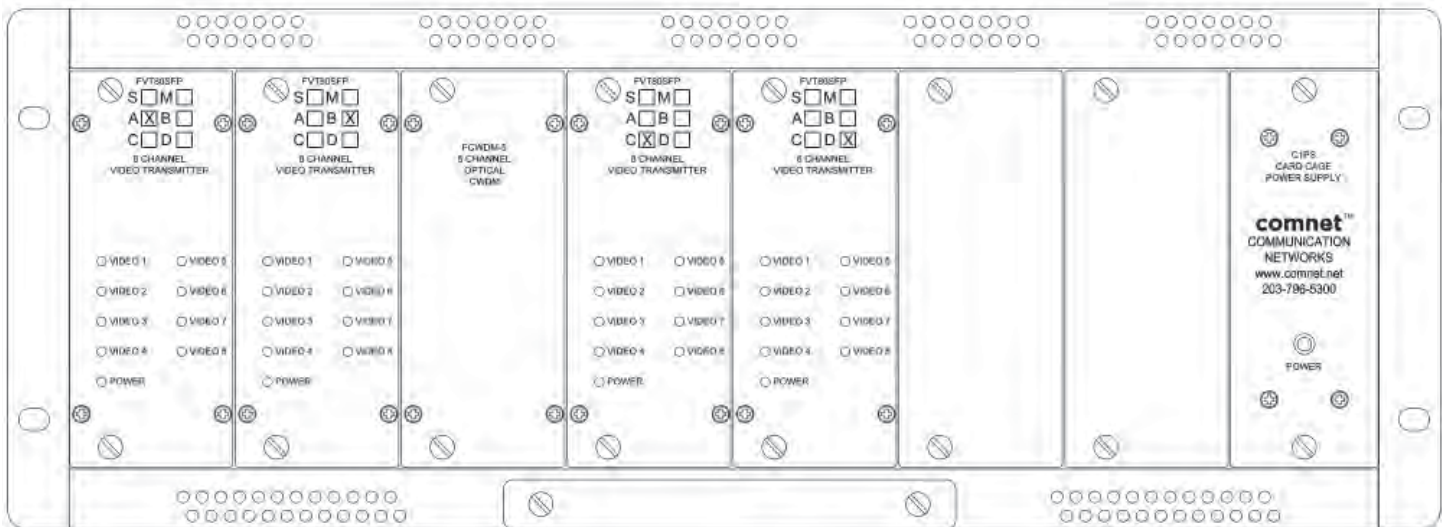 FVT80SFP
S M
A X B
C D
8 CHANNEL
VIDEO TRANSMITTER
VIDEO 1 VIDEO 5
VIDEO 2 VIDEO 6
VIDEO 3 VIDEO 7
VIDEO 4 VIDEO 8
POWER
FVT80SFP
S M
A B X
C D
8 CHANNEL
VIDEO TRANSMITTER
VIDEO 1 VIDEO 5
VIDEO 2 VIDEO 6
VIDEO 3 VIDEO 7
VIDEO 4 VIDEO 8
POWER
CHANNEL
OPTICAL
CWDM
FVT80SFP
S M
A B
C X D
8 CHANNEL
VIDEO TRANSMITTER
VIDEO 1 VIDEO 5
VIDEO 2 VIDEO 6
VIDEO 3 VIDEO 7
VIDEO 4 VIDEO 8
POWER
FVT80SFP
S M
A B
C D X
8 CHANNEL
VIDEO TRANSMITTER
VIDEO 1 VIDEO 5
VIDEO 2 VIDEO 6
VIDEO 3 VIDEO 7
VIDEO 4 VIDEO 8
POWER
C1PS
CARD CAGE
POWER SUPPLY
comnet™
COMMUNICATION
NETWORKS
www.comnet.net
203-796-5300
POWER